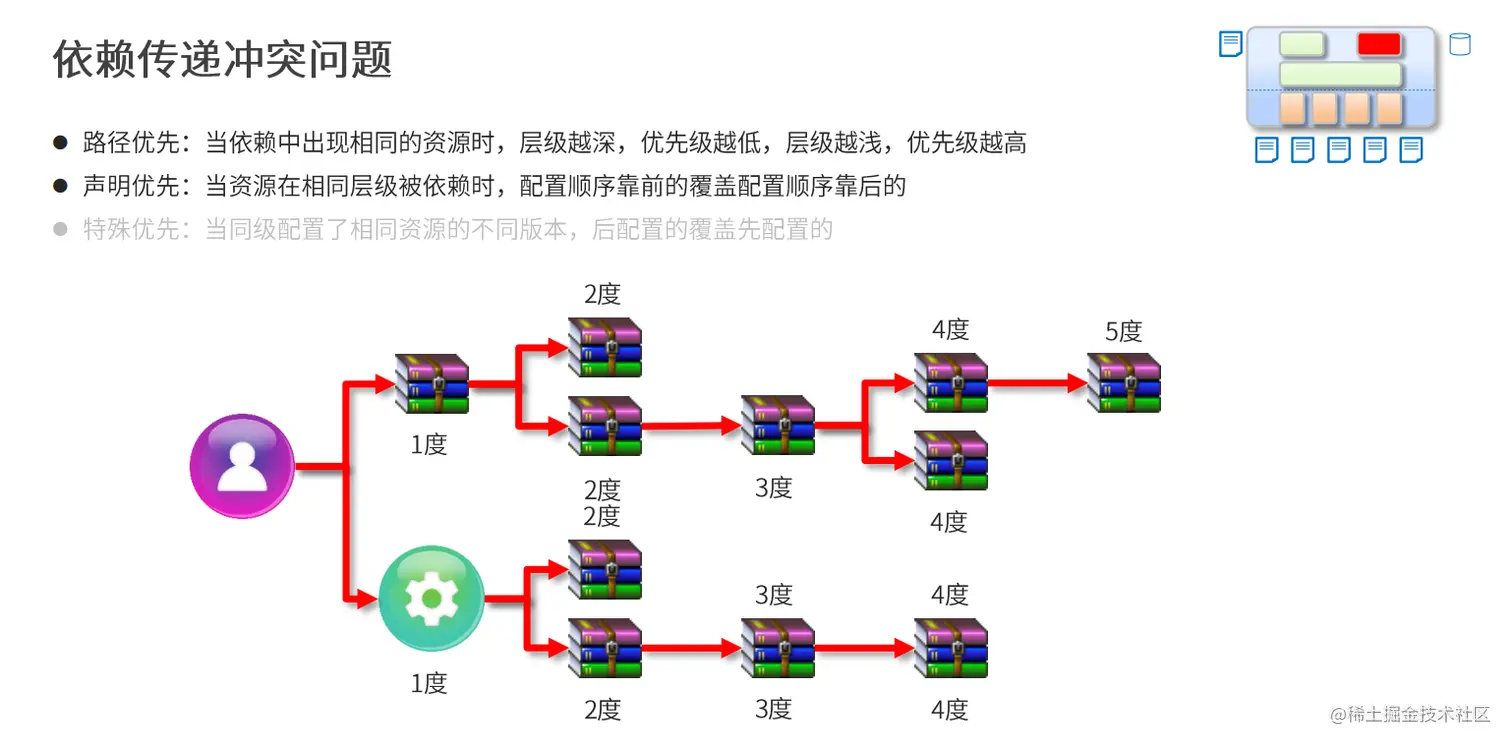 依赖传递冲突问题
路径优先：当依赖中出现相同的资源时，层级越深，优先级越低，层级越浅，优先级越高
声明优先：当资源在相同层级被依赖时，配置顺序靠前的覆盖配置顺序靠后的
特殊优先：当同级配置了相同资源的不同版本，后配置的覆盖先配置的
2度
4度
5度
1度
2度
3度
2度
4度
3度
4度
1度
2度
3度
4度
@稀土掘金技术社区